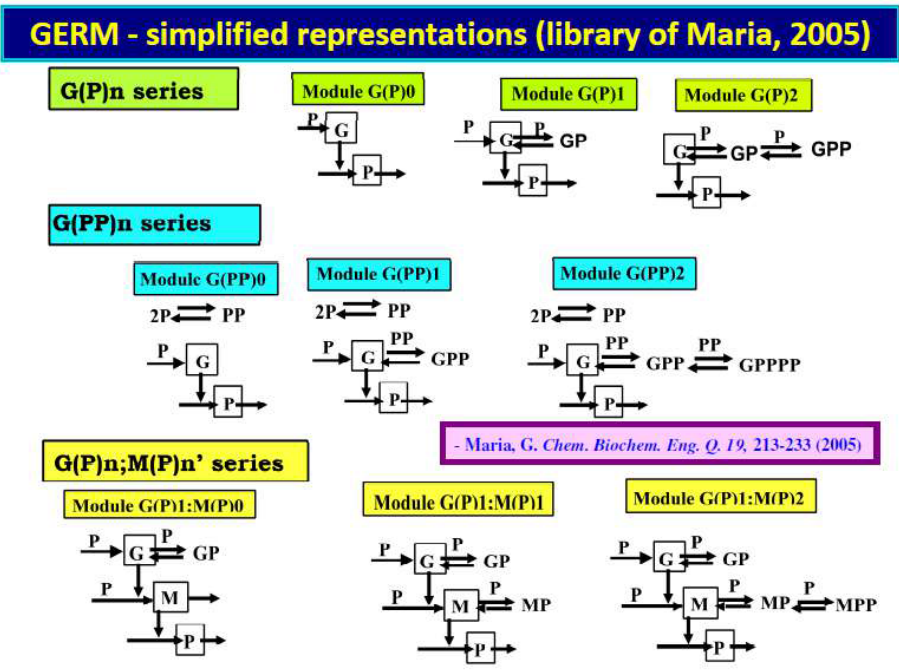 GERM - simplified representations (library of Maria, 2005)
G(P)n series
Module G(P)0
Module G(P)1
Module G(P)2
P G
P
P G P GP
P
G P GP P GPP
P
G(PP)n series
Modulc G(PP)0
Module G(PP)1
Module G(PP)2
2P PP
2P PP
2P PP
P G
P
P G PP GPP
P
P G PP GPP PP GPPPP
P
- Maria, G. Chem. Biochem. Eng. Q. 19, 213-233 (2005)
G(P)n;M(P)n’ series
Module G(P)1:M(P)0
Module G(P)1:M(P)1
Module G(P)1:M(P)2
P G P GP
P M
P
P G P GP
P M P MP
P
P G P GP
P M P MP P MPP
P